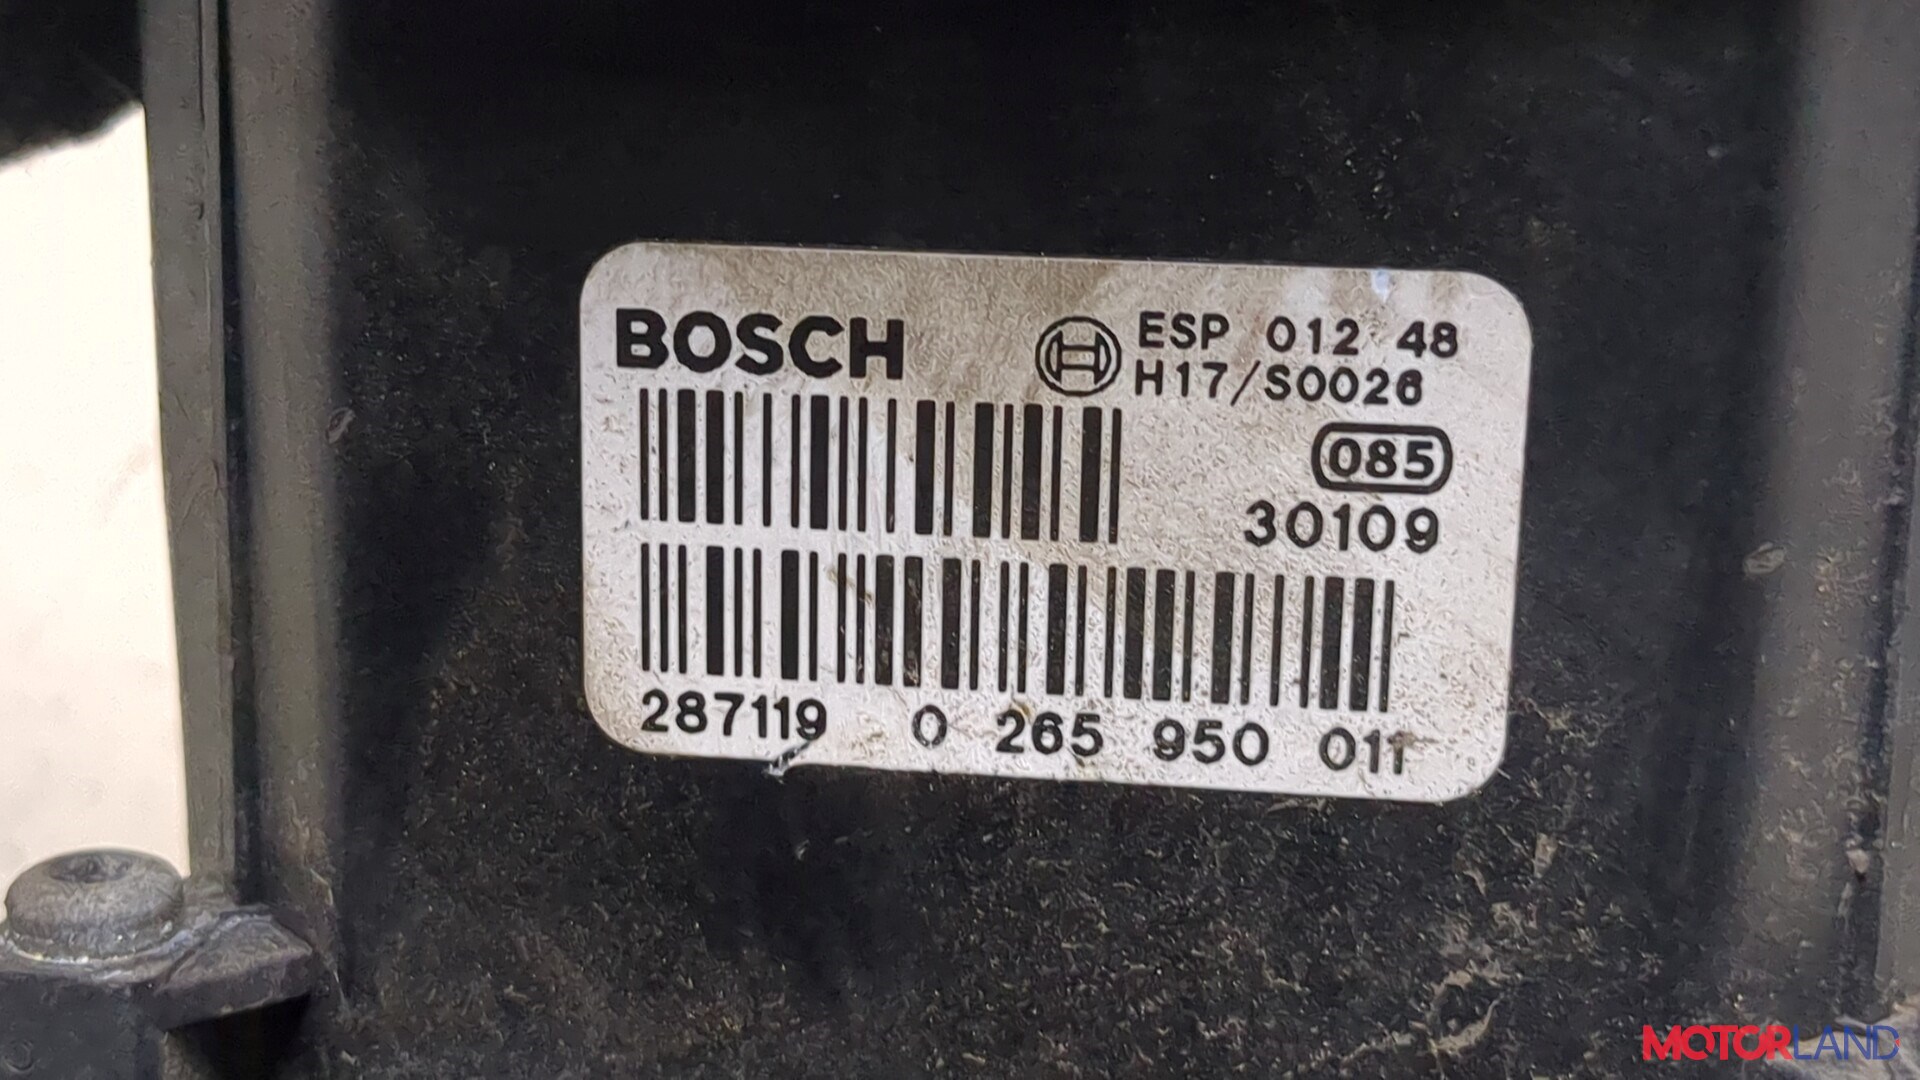 BOSCH
ESP 012 48
H17/S0026
085
30109
287119 0 265 950 011
MOTORLAND